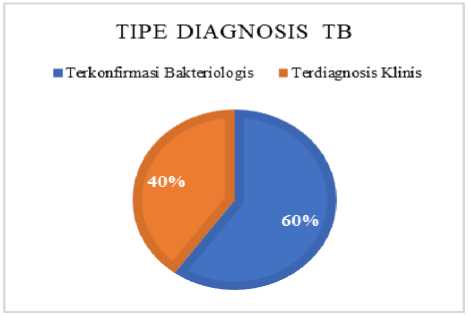 TIPE DIAGNOSIS TB
Terkonfirmasi Bakteriologis Terdiagnosis Klinis
40%
60%